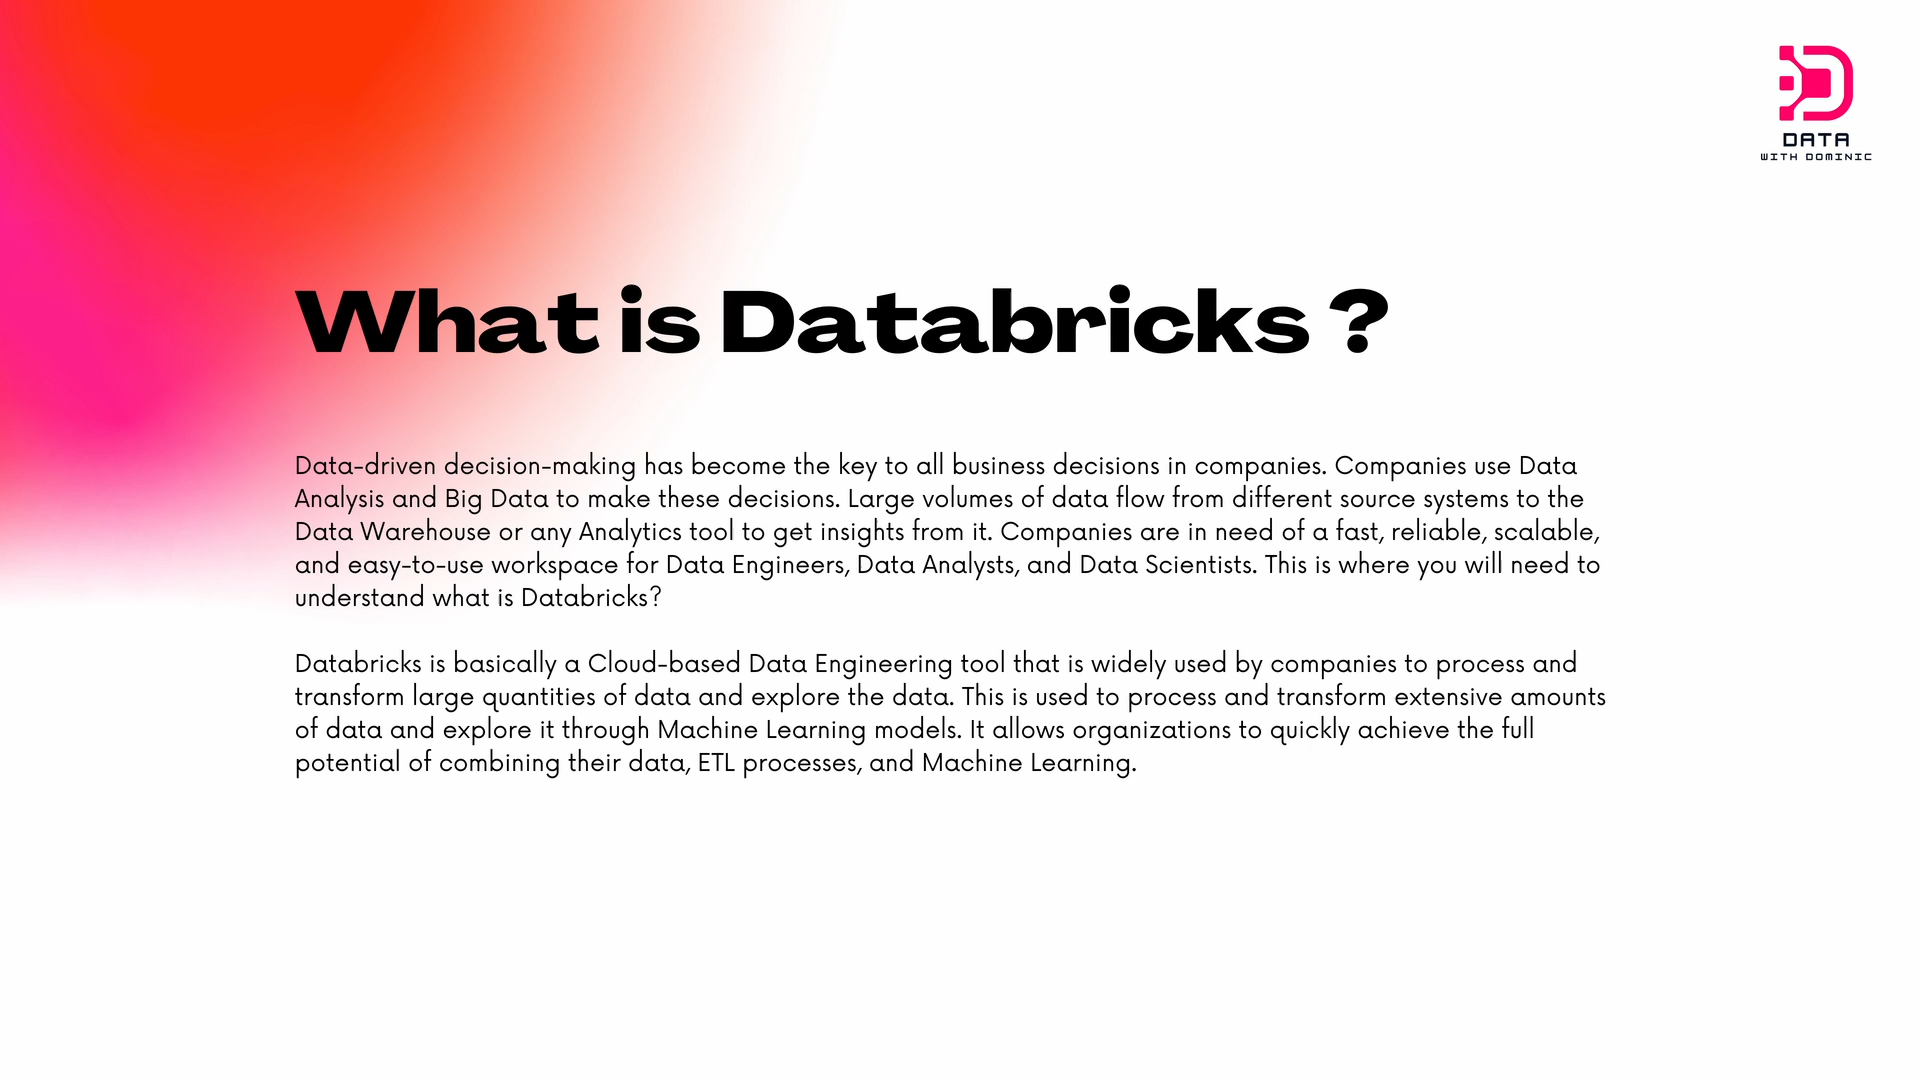 DATA
WITH DOMINIC
What is Databricks ?
Data-driven decision-making has become the key to all business decisions in companies. Companies use Data
Analysis and Big Data to make these decisions. Large volumes of data flow from different source systems to the
Data Warehouse or any Analytics tool to get insights from it. Companies are in need of a fast, reliable, scalable,
and easy-to-use workspace for Data Engineers, Data Analysts, and Data Scientists. This is where you will need to
understand what is Databricks?
Databricks is basically a Cloud-based Data Engineering tool that is widely used by companies to process and
transform large quantities of data and explore the data. This is used to process and transform extensive amounts
of data and explore it through Machine Learning models. It allows organizations to quickly achieve the full
potential of combining their data, ETL processes, and Machine Learning.